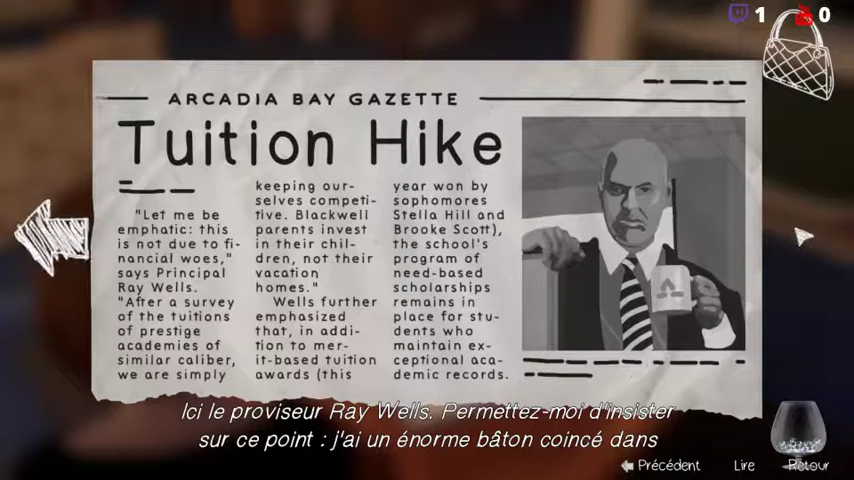 1 0
ARCADIA BAY GAZETTE
Tuition Hike
"Let me be
emphatic: this
is not due to fi-
nancial woes,"
says Principal
Ray Wells.
"After a survey
of the tuitions
of prestige
academies of
similar caliber,
we are simply
keeping our-
selves competi-
tive. Blackwell
parents invest
in their chil-
dren, not their
vacation
homes."
Wells further
emphasized
that, in addi-
tion to mer-
it-based tuition
awards (this
year won by
sophomores
Stella Hill and
Brooke Scott),
the school's
program of
need-based
scholarships
remains in
place for stu-
dents who
maintain ex-
ceptional aca-
demic records.
Ici le proviseur Ray Wells. Permettez-moi d'insister
sur ce point : j'ai un énorme bâton coincé dans
Précédent Lire Retour